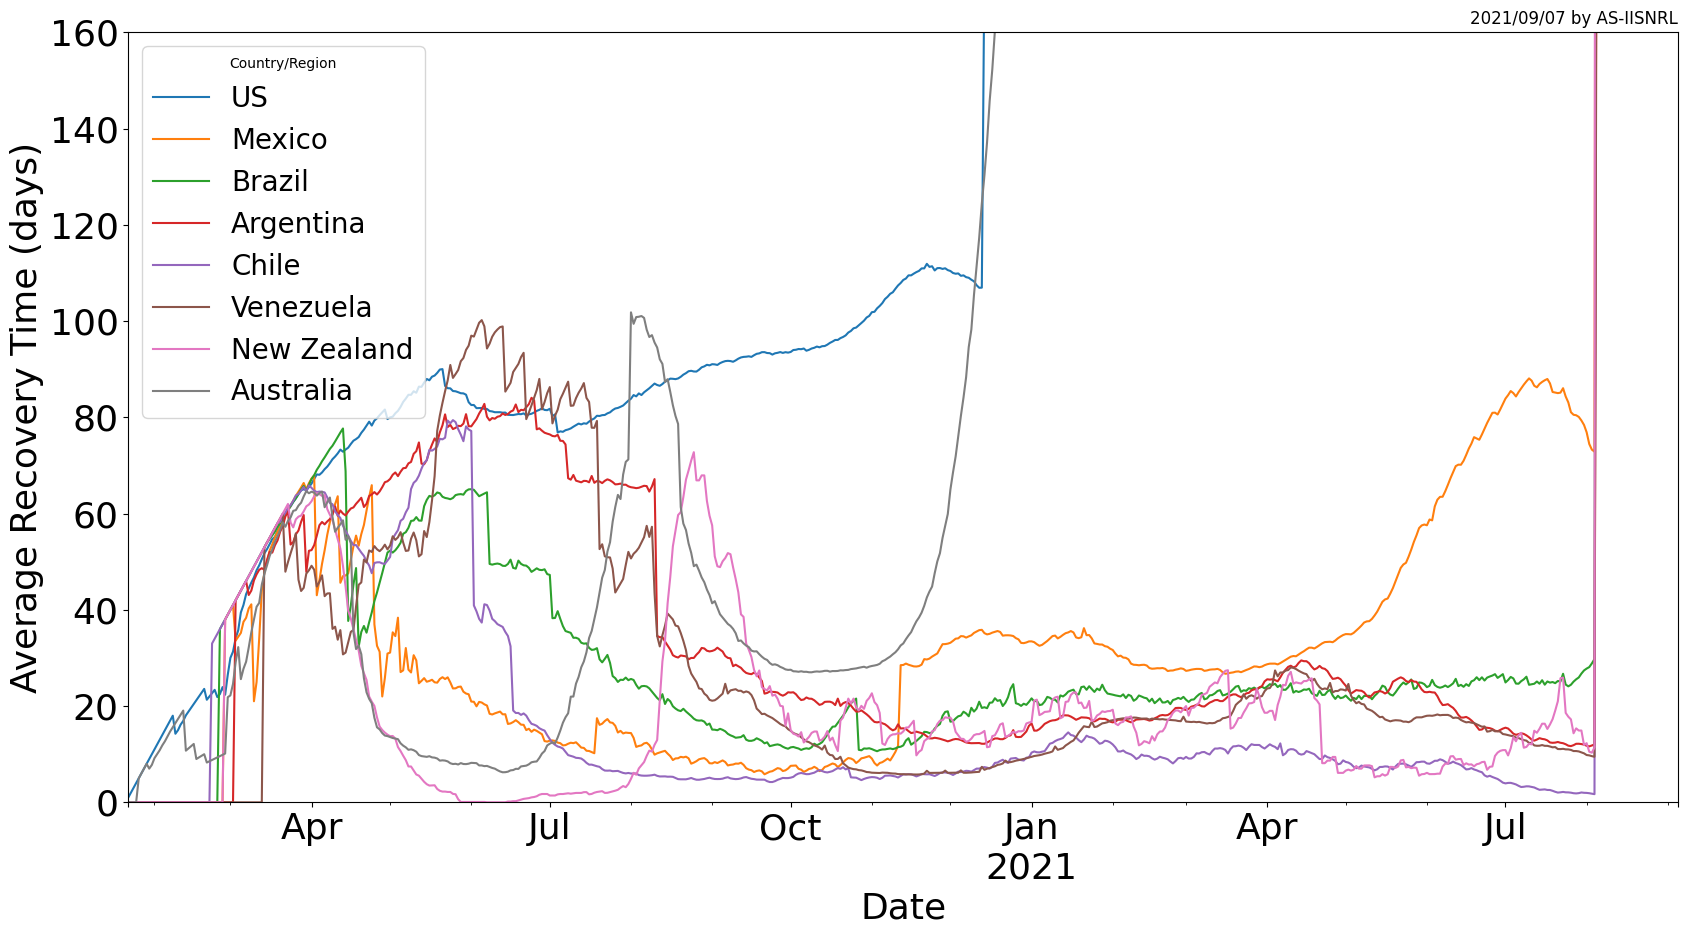 2021/09/07 by AS-IISNRL
160
140
120
100
80
60
40
20
0
Average Recovery Time (days)
Country/Region
US
Mexico
Brazil
Argentina
Chile
Venezuela
New Zealand
Australia
Apr
Jul
Oct
Jan
2021
Apr
Jul
Date